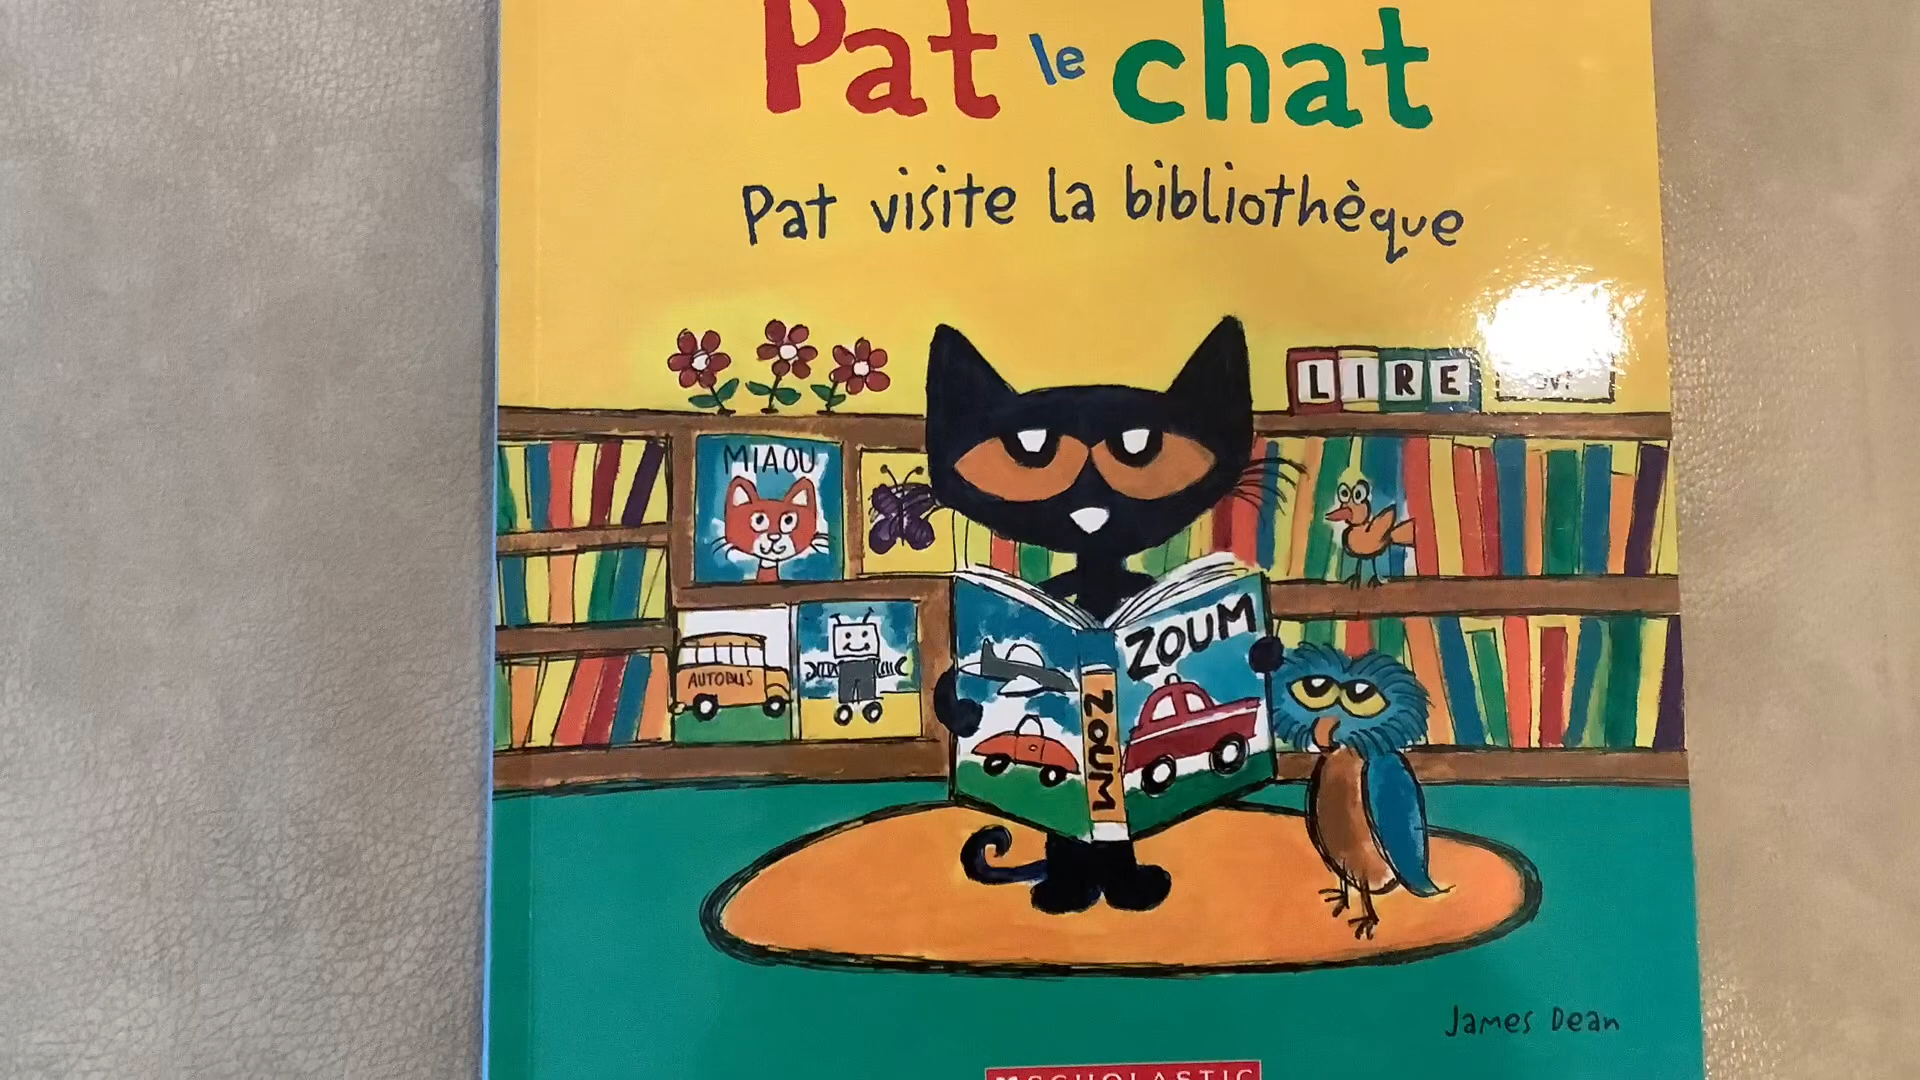 Pat le chat
Pat visite la bibliothèque
LIRE
MIAOU
ZOUM
ZOUM
AUTOBUS
James Dean
SCHOLASTIC